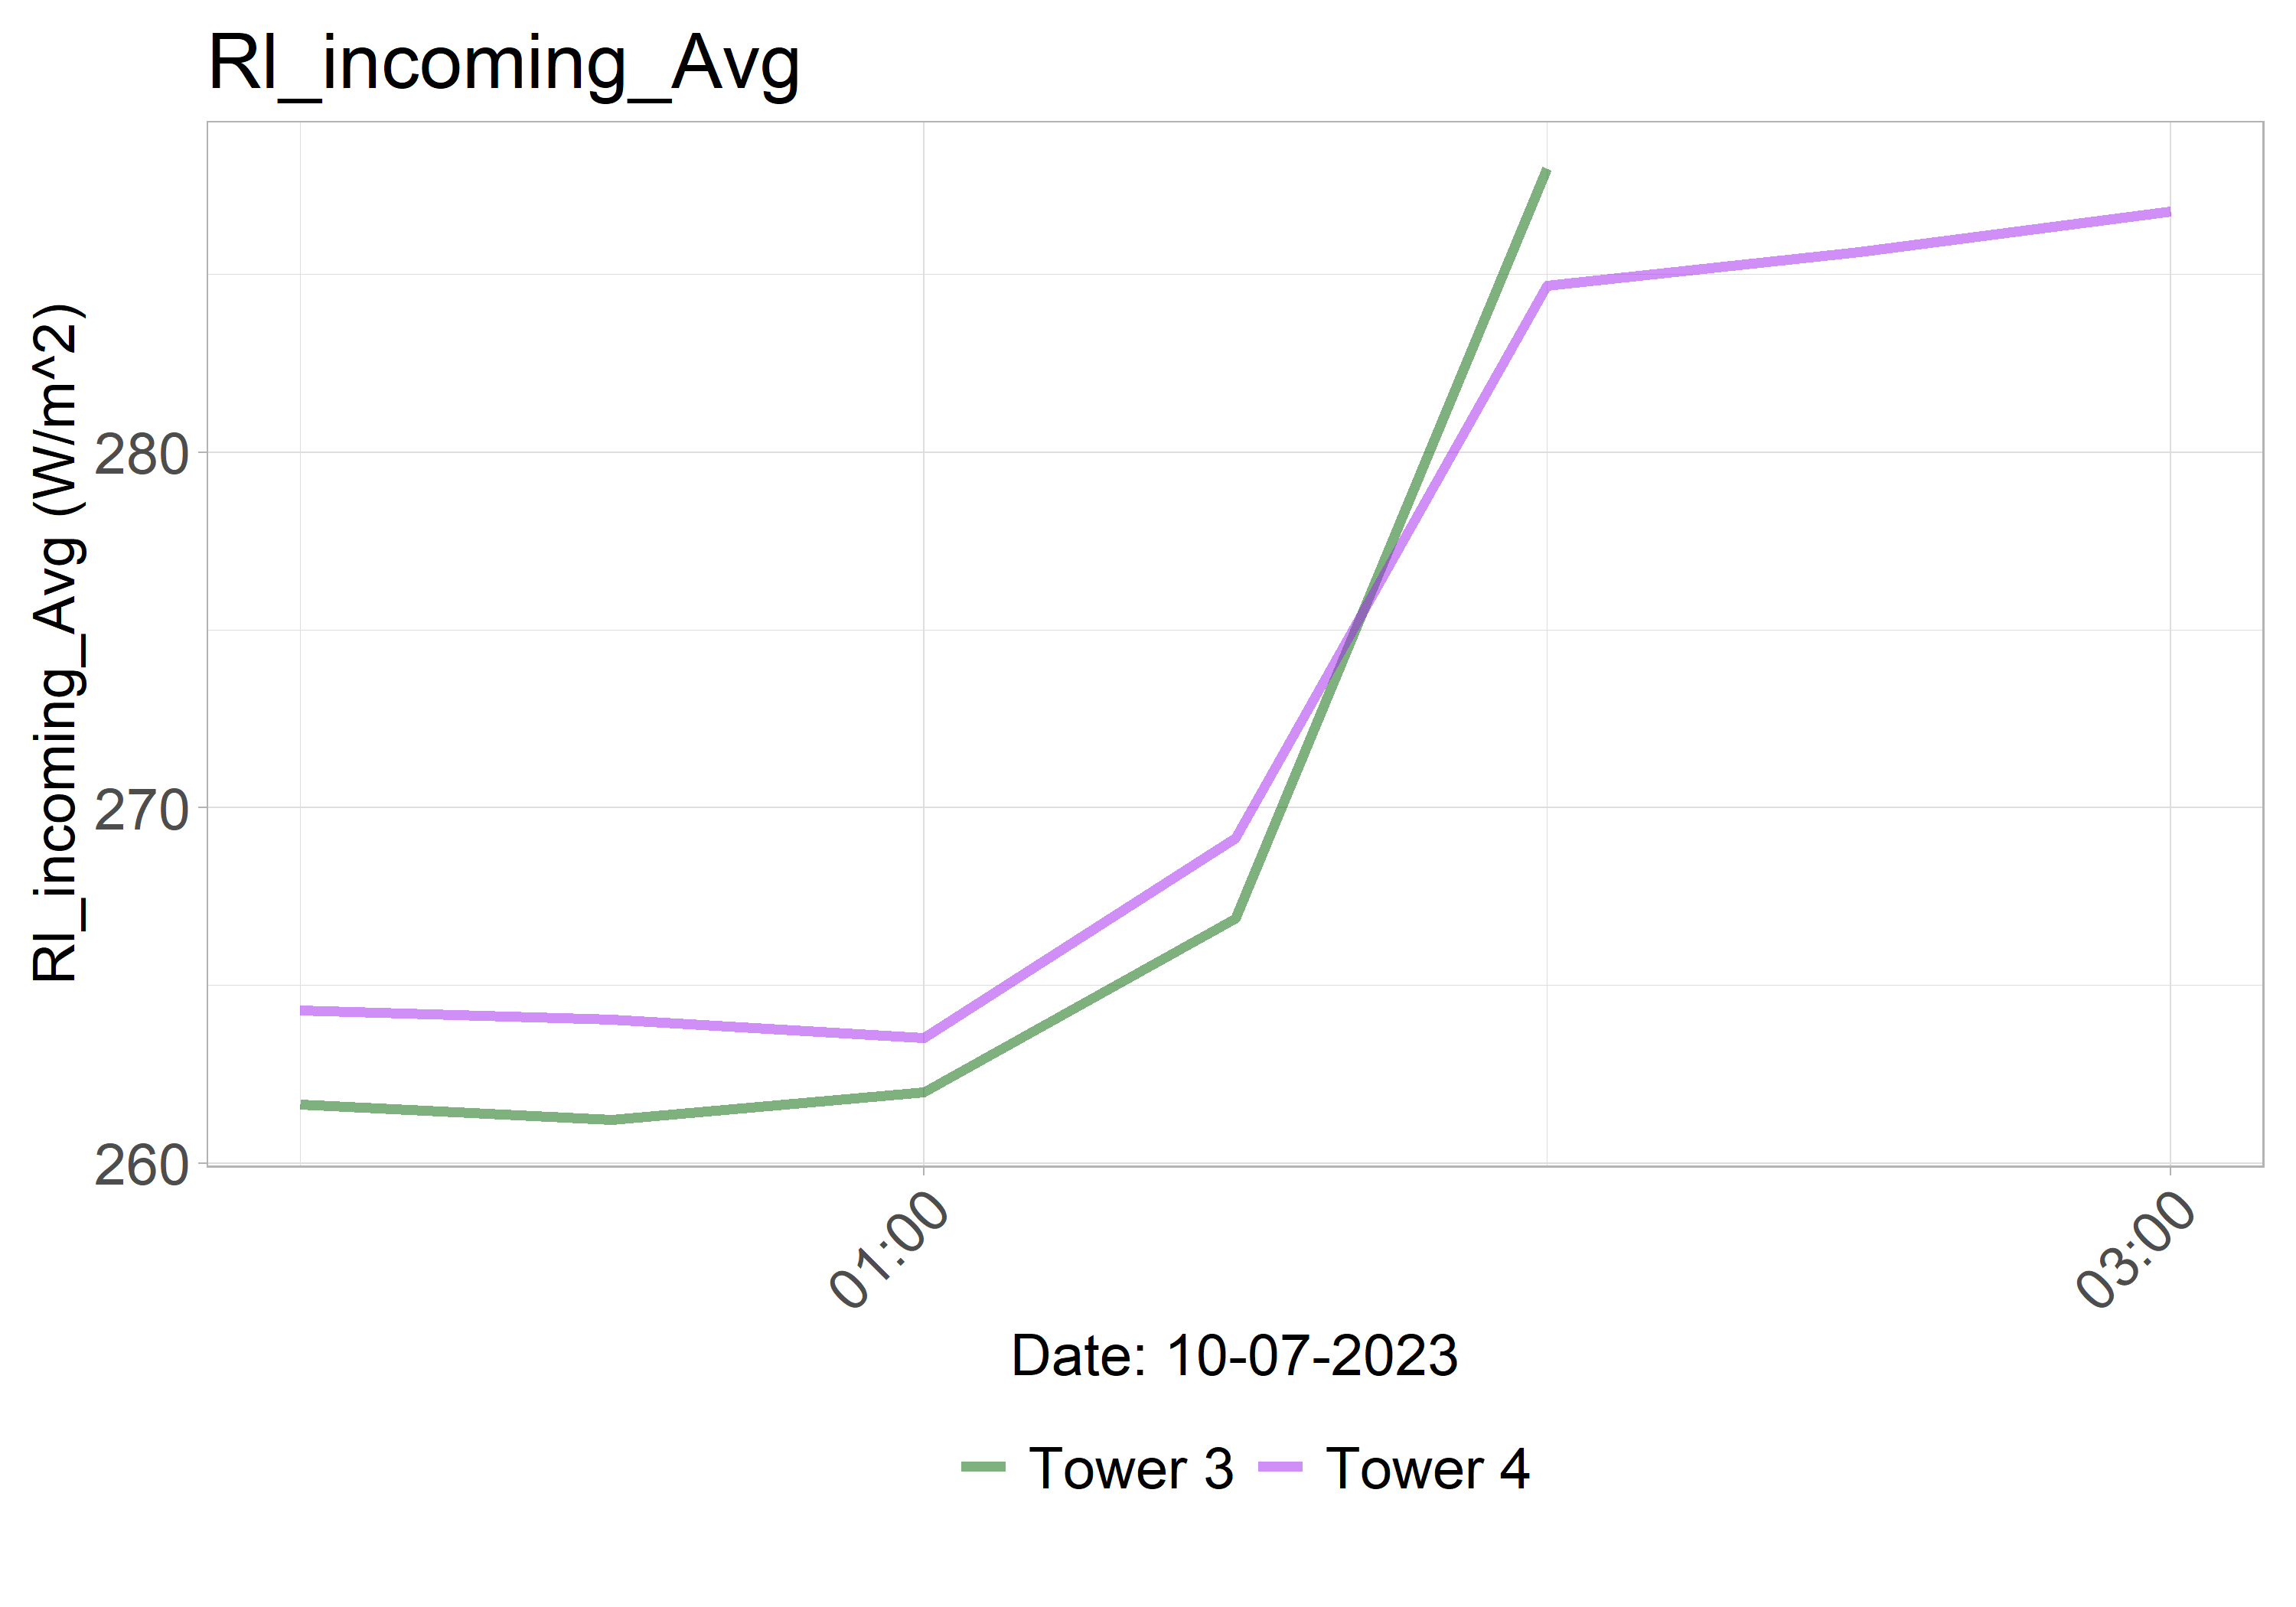 Rl_incoming_Avg
Rl_incoming_Avg (W/m^2)
280
270
260
01:00
03:00
Date: 10-07-2023
Tower 3
Tower 4